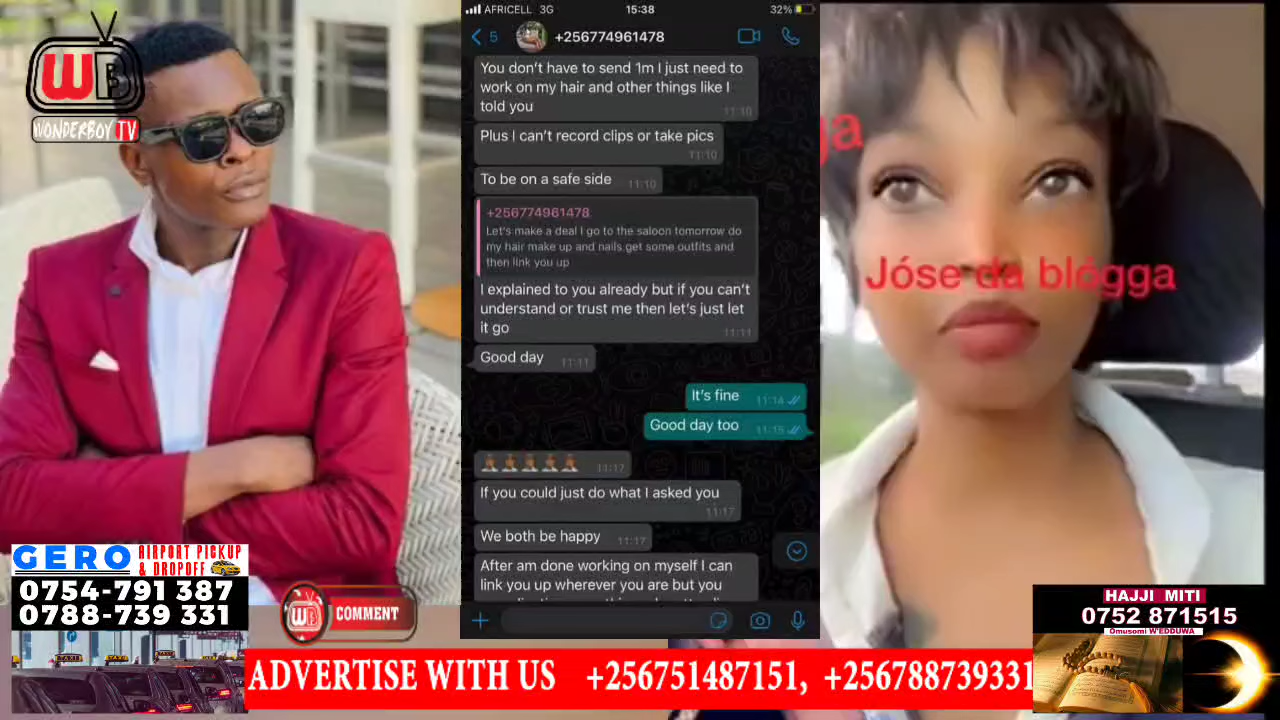 WB
WONDERBOY TV
AFRICELL 3G 15:38 32%
5 +256774961478
You don't have to send 1m I just need to
work on my hair and other things like I
told you
11:10
Plus I can't record clips or take pics
11:10
To be on a safe side 11:10
+256774961478
Let's make a deal I go to the saloon tomorrow do
my hair make up and nails get some outfits and
then link you up
I explained to you already but if you can't
understand or trust me then let's just let
it go
11:11
Good day 11:11
It's fine 11:14
Good day too 11:15
11:17
If you could just do what I asked you
11:17
We both be happy 11:17
After am done working on myself I can
link you up wherever you are but you
ga
Jóse da blógga
GERO AIRPORT PICKUP
& DROPOFF
0754-791 387
0788-739 331
TAXI TAXI TAXI
WB COMMENT
HAJJI MITI
0752 871515
Omusomi W'EDDUWA
ADVERTISE WITH US +256751487151, +256788739331